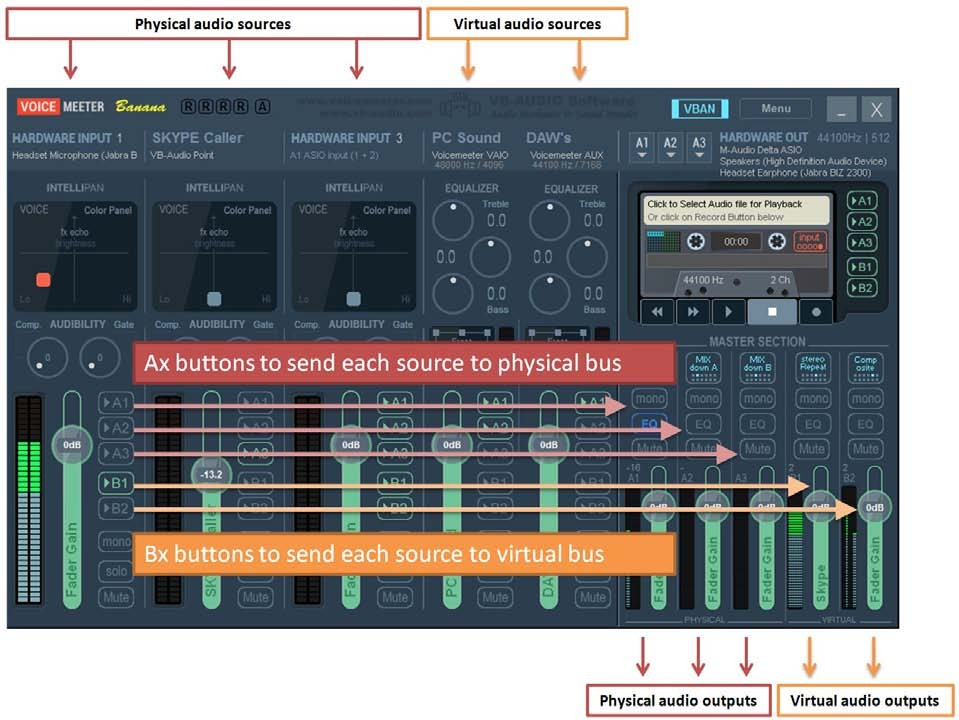 Physical audio sources
Virtual audio sources
VOICE MEETER Banana R R R R A
VBAN
Menu
_ X
HARDWARE INPUT 1
Headset Microphone (Jabra B
SKYPE Caller
VB-Audio Point
HARDWARE INPUT 3
A1 ASIO Input (1 + 2)
PC Sound
Voicemeeter VAIO
48000 Hz / 4096
DAW's
Voicemeeter AUX
44100 Hz / 7168
A1 A2 A3
HARDWARE OUT 44100Hz | 512
M-Audio Delta ASIO
Speakers (High Definition Audio Device)
Headset Earphone (Jabra BIZ 2300)
INTELLIPAN
VOICE Color Panel
fx echo
brightness
Lo Hi
INTELLIPAN
VOICE Color Panel
fx echo
brightness
Lo Hi
INTELLIPAN
VOICE Color Panel
fx echo
brightness
Lo Hi
EQUALIZER
Treble
0.0
0.0
0.0
Bass
EQUALIZER
Treble
0.0
0.0
0.0
Bass
Click to Select Audio file for Playback
Or click on Record Button below
00:00
input
44100 Hz 2 Ch
A1
A2
A3
B1
B2
Comp. AUDIBILITY Gate
0 0
Comp. AUDIBILITY Gate
Comp. AUDIBILITY Gate
MASTER SECTION
Ax buttons to send each source to physical bus
MIX down A
MIX down B
stereo Repeat
Comp osite
mono mono mono mono mono
EQ EQ EQ EQ EQ
Mute Mute Mute Mute
A1
A2
A3
B1
B2
mono
solo
Mute
0dB
Fader Gain
-13.2
Mute
0dB
Mute
0dB
Mute
0dB
Mute
-16
A1
A2
A3
2
2
B2
0dB 0dB 0dB 0dB 0dB
Bx buttons to send each source to virtual bus
Fader Gain
Fader Gain
Skype
Fader Gain
PHYSICAL
VIRTUAL
Physical audio outputs
Virtual audio outputs